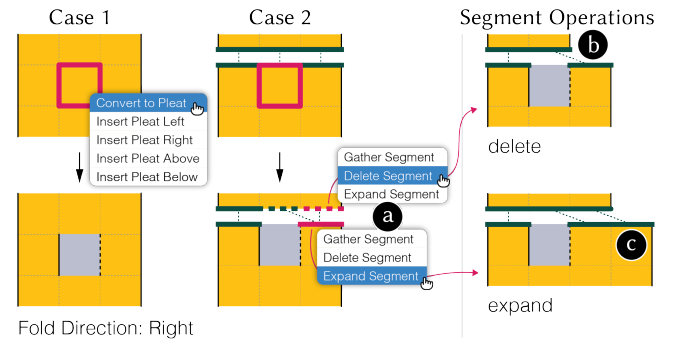 Case 1
Case 2
Segment Operations
Convert to Pleat
Insert Pleat Left
Insert Pleat Right
Insert Pleat Above
Insert Pleat Below
b
delete
Gather Segment
Delete Segment
Expand Segment
a
Gather Segment
Delete Segment
Expand Segment
c
expand
Fold Direction: Right